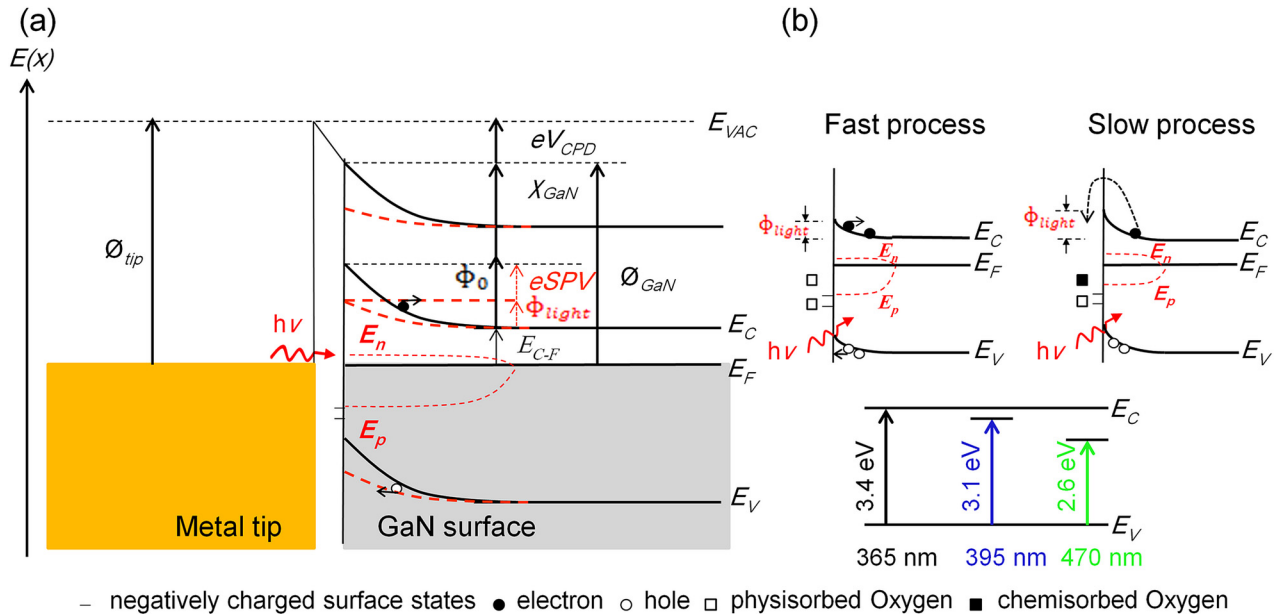 (a)
E(x)
E_VAC
eV_CPD
χ_GaN
Ø_tip
Φ_0
eSPV
Φ_light
Ø_GaN
E_C
hν
E_n
E_C-F
E_F
E_p
E_V
Metal tip
GaN surface
(b)
Fast process
Slow process
Φ_light
E_C
E_n
E_F
E_p
hν
E_V
Φ_light
E_C
E_n
E_F
E_p
hν
E_V
E_C
3.4 eV
3.1 eV
2.6 eV
E_V
365 nm
395 nm
470 nm
– negatively charged surface states ● electron ○ hole □ physisorbed Oxygen ■ chemisorbed Oxygen